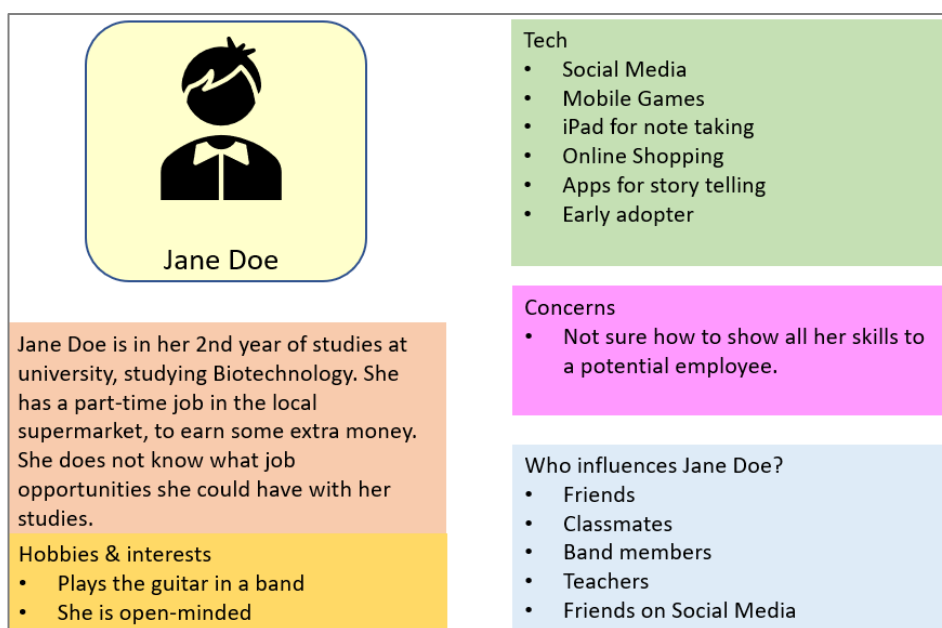 Jane Doe
Jane Doe is in her 2nd year of studies at
university, studying Biotechnology. She
has a part-time job in the local
supermarket, to earn some extra money.
She does not know what job
opportunities she could have with her
studies.
Hobbies & interests
• Plays the guitar in a band
• She is open-minded
Tech
• Social Media
• Mobile Games
• iPad for note taking
• Online Shopping
• Apps for story telling
• Early adopter
Concerns
• Not sure how to show all her skills to
a potential employee.
Who influences Jane Doe?
• Friends
• Classmates
• Band members
• Teachers
• Friends on Social Media